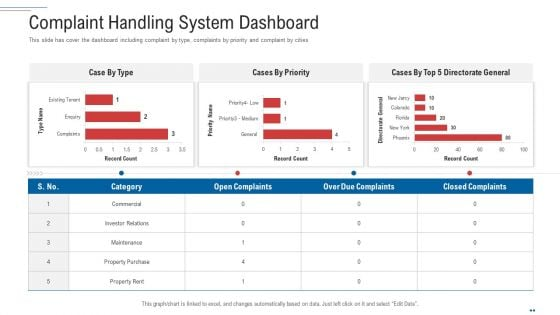 Complaint Handling System Dashboard
This slide has cover the dashboard including complaint by type, complaints by priority and complaint by cities
Case By Type
Type Name
Existing Tenant 1
Enquiry 2
Complaints 3
0 0.5 1 1.5 2 2.5 3 3.5
Record Count
Cases By Priority
Priority Name
Priority4- Low 1
Priority3 - Medium 1
General 4
0 1 2 3 4 5
Record Count
Cases By Top 5 Directorate General
Directorate General
New Jercy 10
Colorado 10
Florida 20
New York 30
Phoenix 80
0 20 40 60 80 100
Record Count
S. No. Category Open Complaints Over Due Complaints Closed Complaints
1 Commercial 0 0 0
2 Investor Relations 0 0 0
3 Maintenance 1 0 0
4 Property Purchase 4 0 0
5 Property Rent 1 0 0
This graph/chart is linked to excel, and changes automatically based on data. Just left click on it and select "Edit Data".